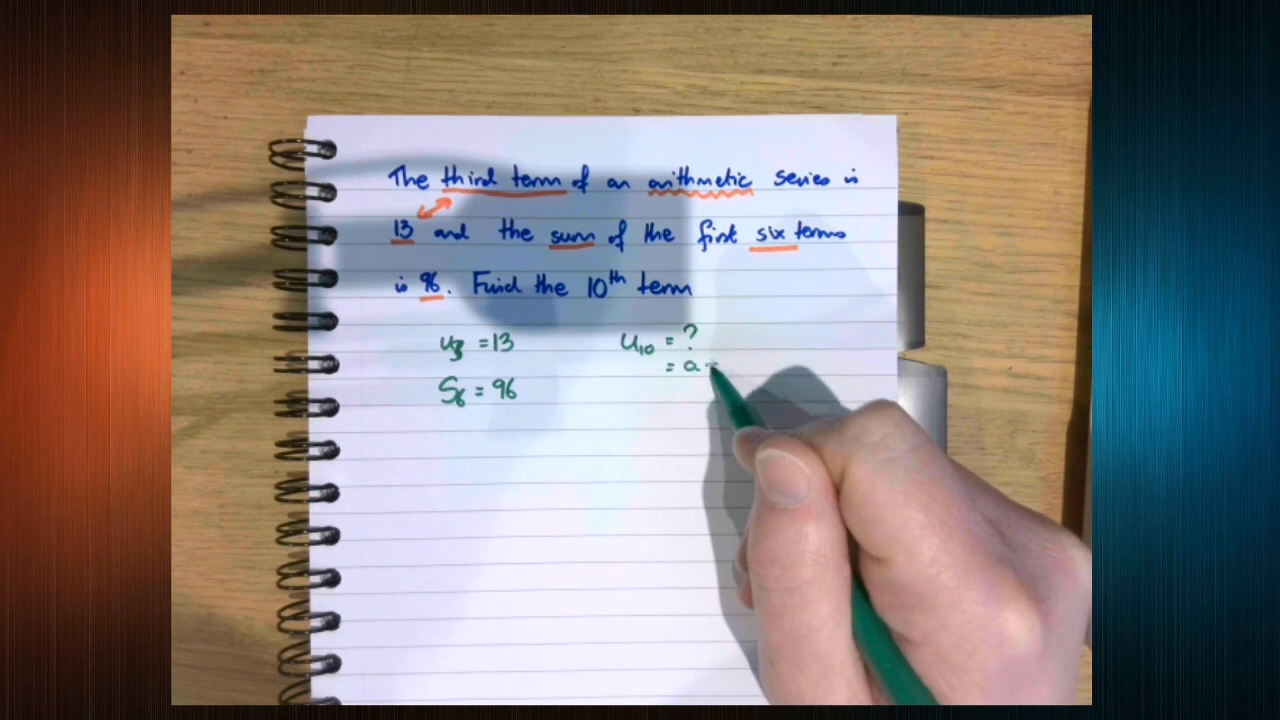 The third term of an arithmetic series is
13 and the sum of the first six terms
is 96. Find the 10th term
u3 = 13 u10 = ?
= a
S6 = 96